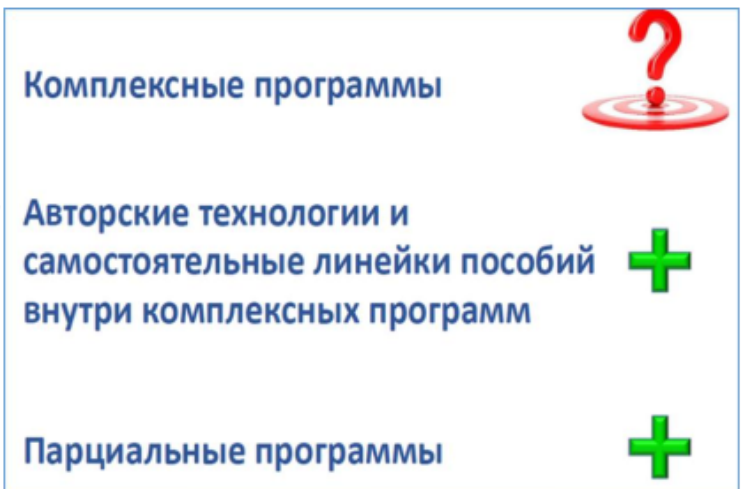 Комплексные программы
Авторские технологии и
самостоятельные линейки пособий
внутри комплексных программ
Парциальные программы